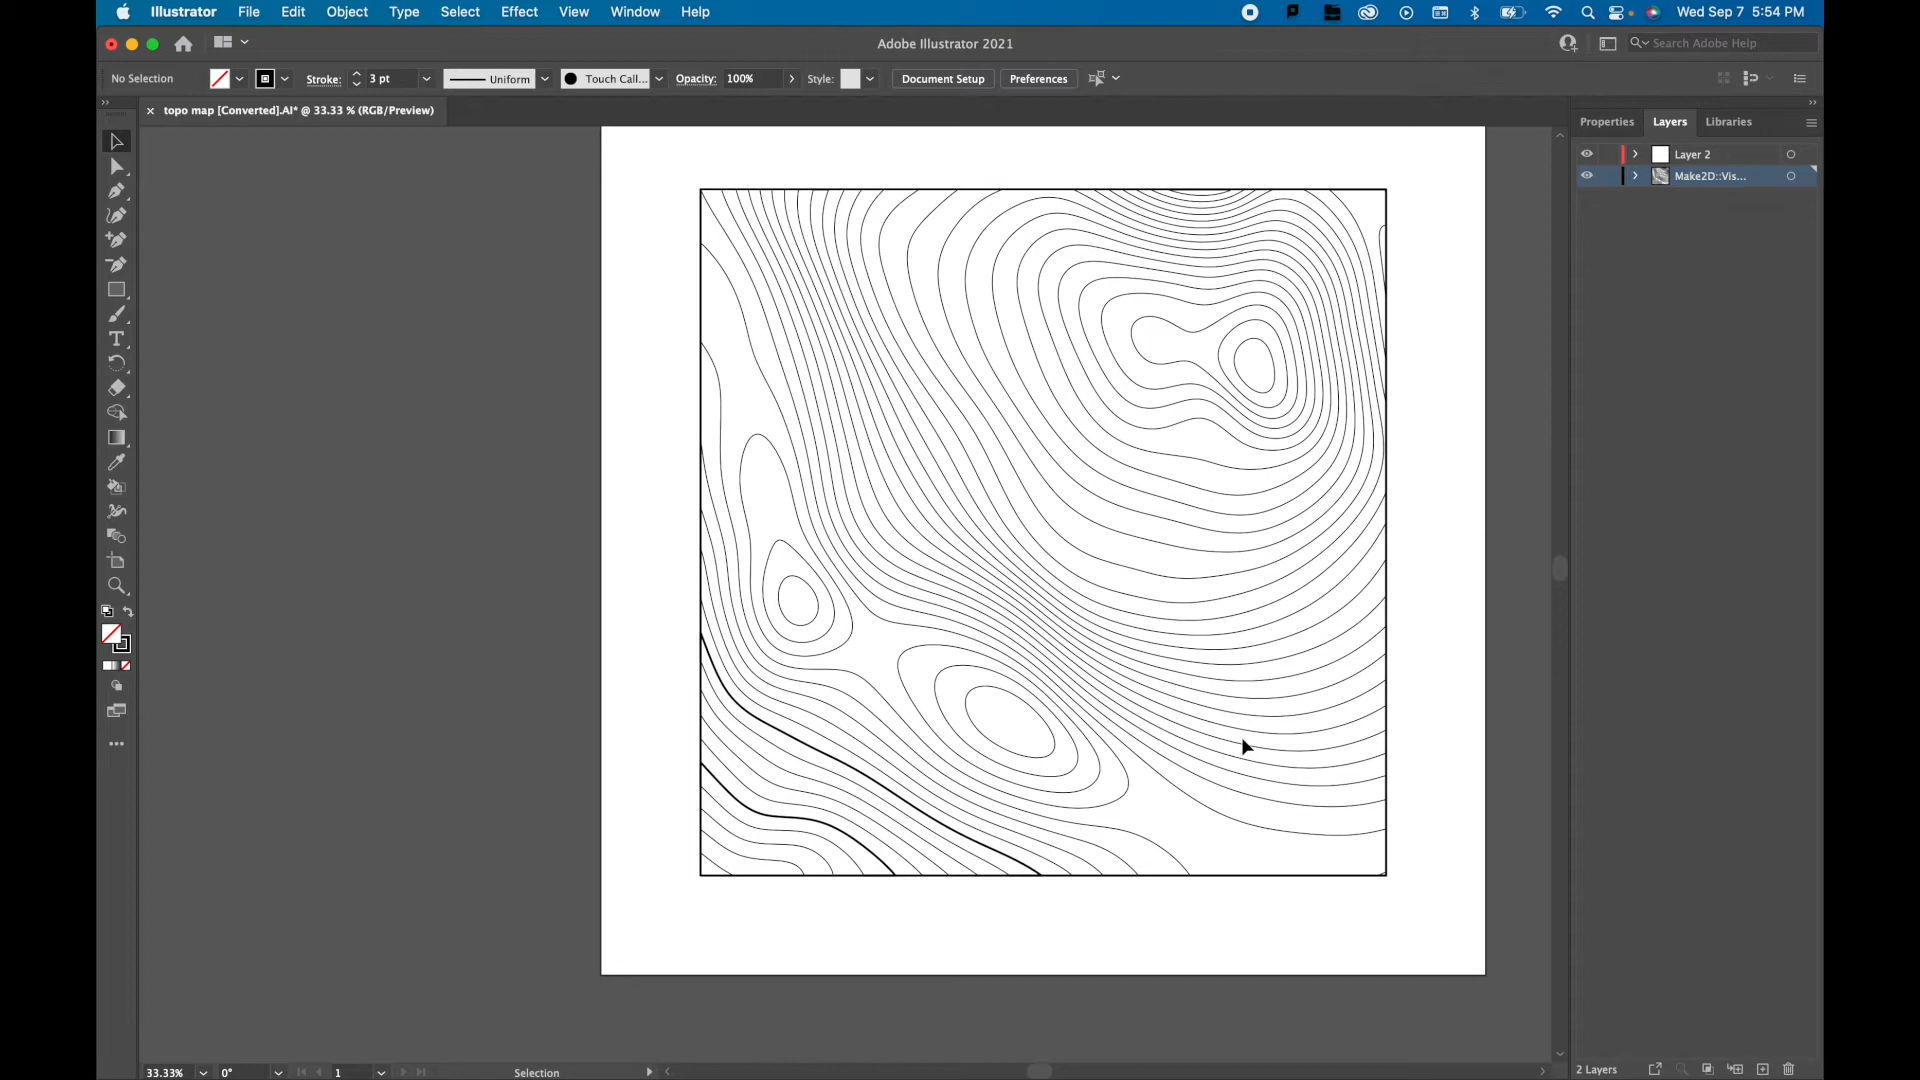 Illustrator File Edit Object Type Select Effect View Window Help Wed Sep 7 5:54 PM
Adobe Illustrator 2021 Search Adobe Help
No Selection Stroke: 3 pt Uniform Touch Call... Opacity: 100% Style: Document Setup Preferences
topo map [Converted].AI* @ 33.33 % (RGB/Preview)
Properties Layers Libraries
Layer 2
Make2D::Vis...
33.33% 0° 1 Selection 2 Layers